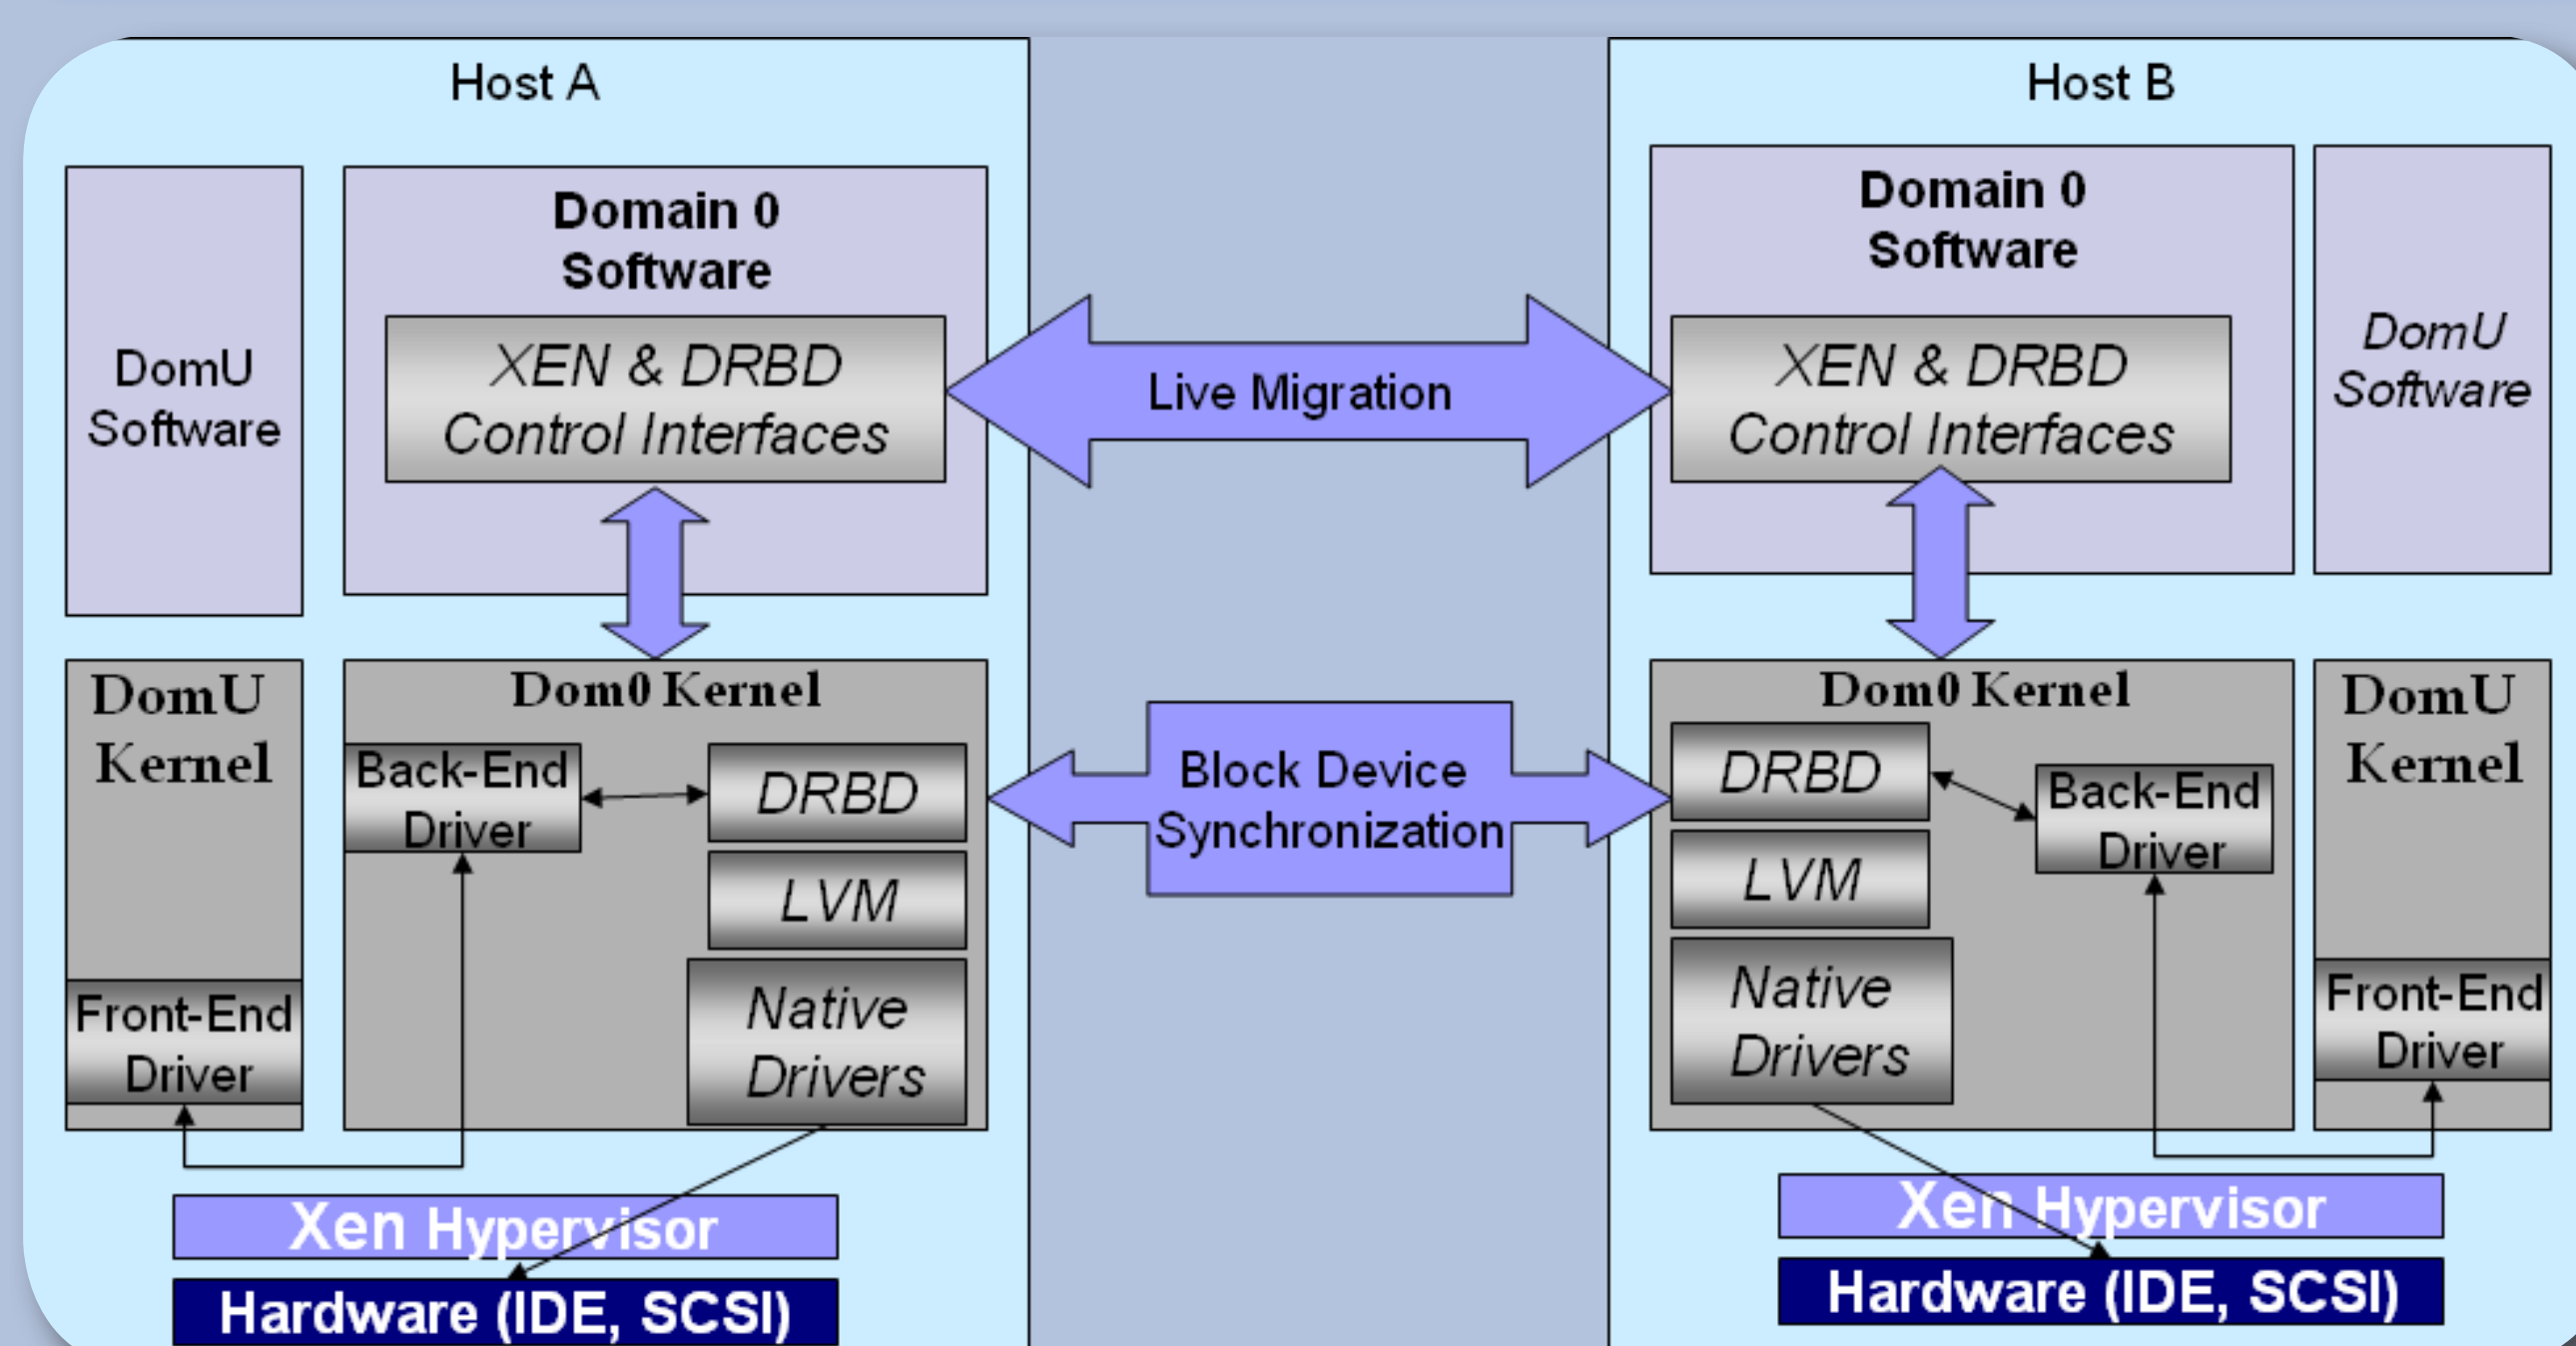 Host A
DomU
Software
Domain 0
Software
XEN & DRBD
Control Interfaces
DomU
Kernel
Front-End
Driver
Dom0 Kernel
Back-End
Driver
DRBD
LVM
Native
Drivers
Xen Hypervisor
Hardware (IDE, SCSI)
Live Migration
Block Device
Synchronization
Host B
Domain 0
Software
XEN & DRBD
Control Interfaces
DomU
Software
Dom0 Kernel
DRBD
LVM
Native
Drivers
Back-End
Driver
DomU
Kernel
Front-End
Driver
Xen Hypervisor
Hardware (IDE, SCSI)